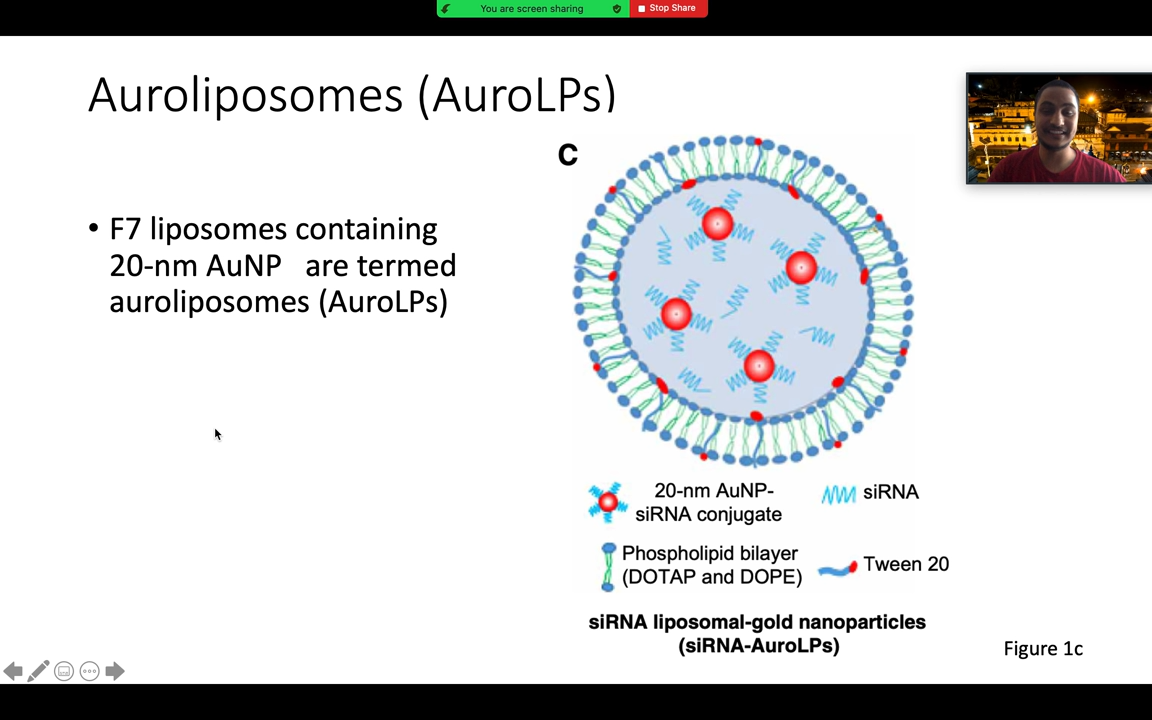 You are screen sharing
Stop Share
Auroliposomes (AuroLPs)
• F7 liposomes containing
20-nm AuNP are termed
auroliposomes (AuroLPs)
C
20-nm AuNP-
siRNA conjugate
siRNA
Phospholipid bilayer
(DOTAP and DOPE)
Tween 20
siRNA liposomal-gold nanoparticles
(siRNA-AuroLPs)
Figure 1c